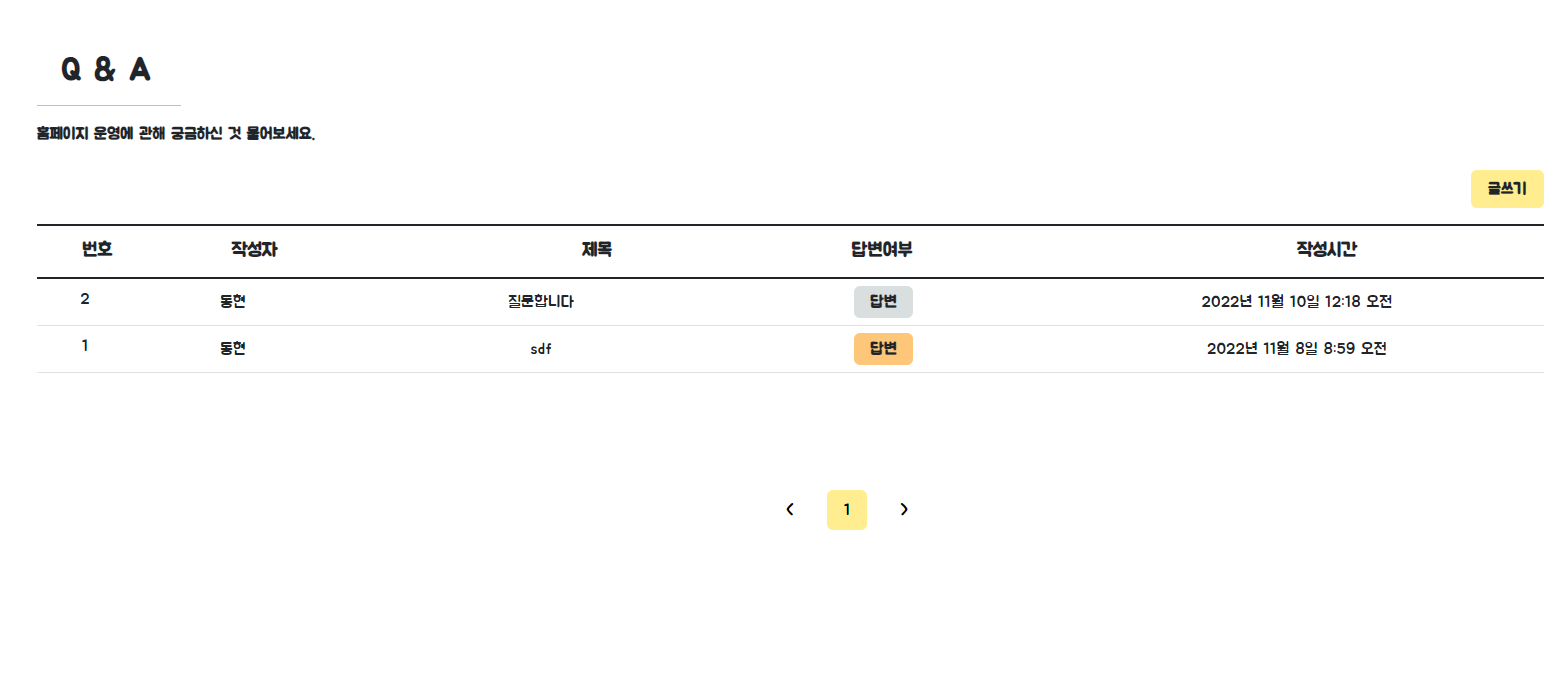 Q & A
홈페이지 운영에 관해 궁금하신 것 물어보세요.
글쓰기
번호 작성자 제목 답변여부 작성시간
2 동현 질문합니다 답변 2022년 11월 10일 12:18 오전
1 동현 sdf 답변 2022년 11월 8일 8:59 오전
1